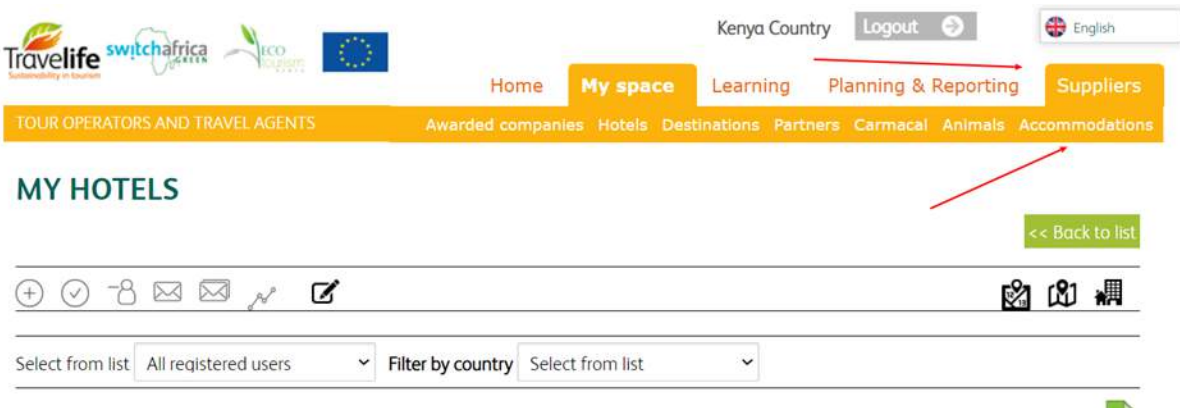 Kenya Country Logout English
Travelife
Sustainability in tourism
switchafrica
GREEN
ECO
tourism
KENYA
Home My space Learning Planning & Reporting Suppliers
TOUR OPERATORS AND TRAVEL AGENTS
Awarded companies Hotels Destinations Partners Carmacal Animals Accommodations
MY HOTELS
<< Back to list
Select from list All registered users Filter by country Select from list